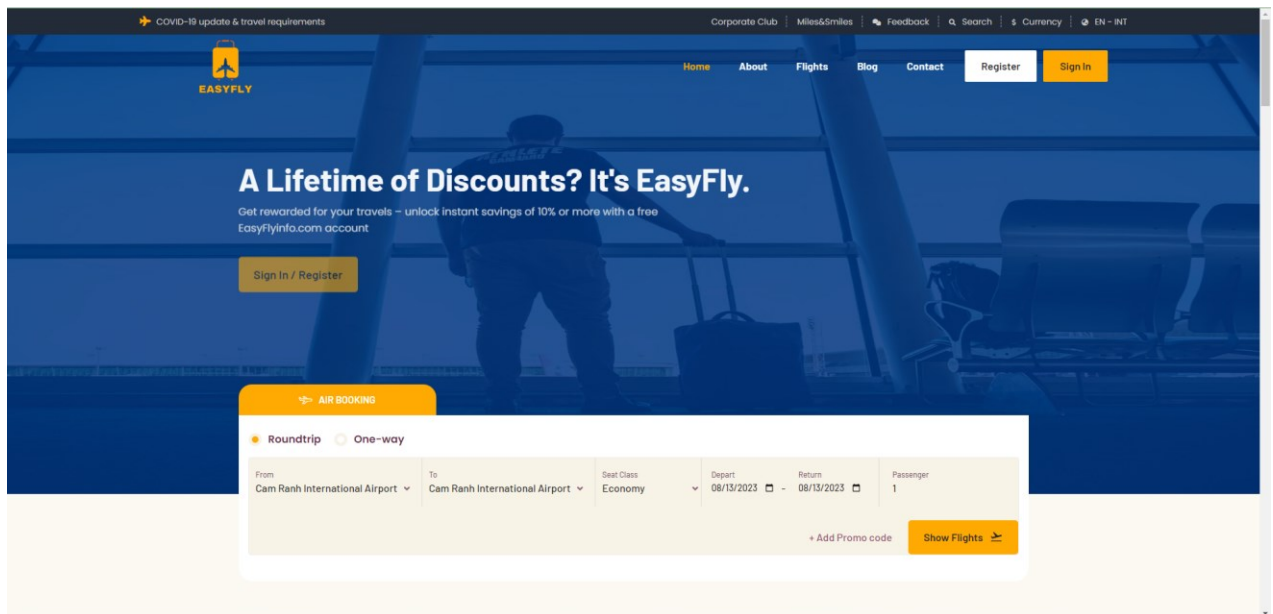 COVID-19 update & travel requirements
Corporate Club
Miles&Smiles
Feedback
Search
$ Currency
EN - INT
EASYFLY
Home
About
Flights
Blog
Contact
Register
Sign In
A Lifetime of Discounts? It's EasyFly.
Get rewarded for your travels – unlock instant savings of 10% or more with a free
EasyFlyinfo.com account
Sign In / Register
AIR BOOKING
Roundtrip
One-way
From
Cam Ranh International Airport
To
Cam Ranh International Airport
Seat Class
Economy
Depart
08/13/2023 -
Return
08/13/2023
Passenger
1
+ Add Promo code
Show Flights